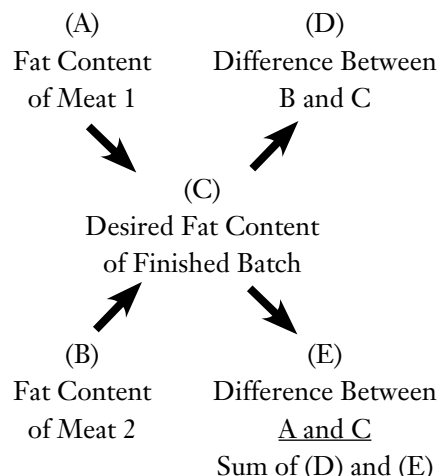 (A)
Fat Content
of Meat 1
(D)
Difference Between
B and C
(C)
Desired Fat Content
of Finished Batch
(B)
Fat Content
of Meat 2
(E)
Difference Between
A and C
Sum of (D) and (E)